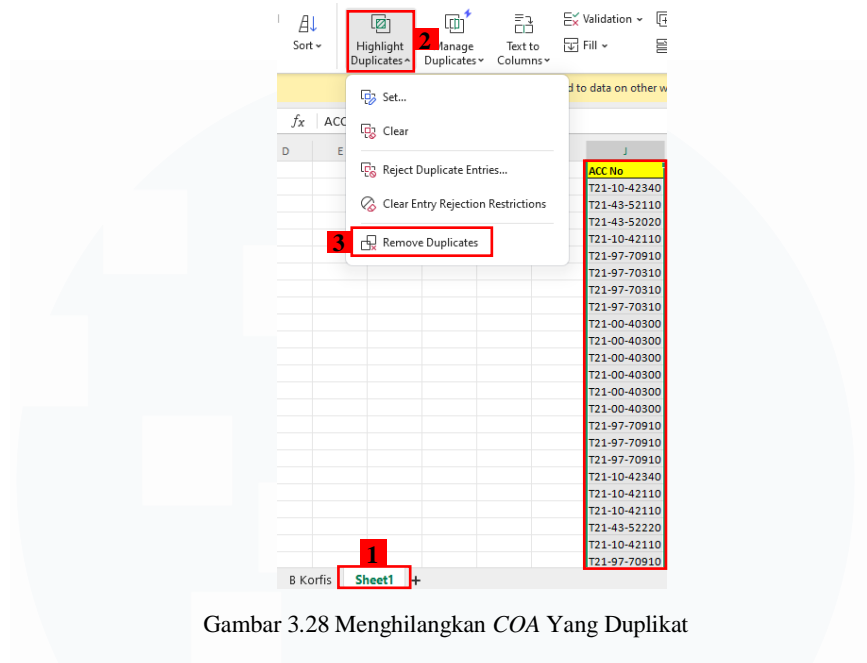 Validation
Sort
Highlight Duplicates
2
Manage Duplicates
Text to Columns
Fill
d to data on other w
fx ACC
Set...
Clear
Reject Duplicate Entries...
Clear Entry Rejection Restrictions
3 Remove Duplicates
D E J
ACC No
T21-10-42340
T21-43-52110
T21-43-52020
T21-10-42110
T21-97-70910
T21-97-70310
T21-97-70310
T21-97-70310
T21-00-40300
T21-00-40300
T21-00-40300
T21-00-40300
T21-00-40300
T21-00-40300
T21-97-70910
T21-97-70910
T21-97-70910
T21-10-42340
T21-10-42110
T21-10-42110
T21-43-52220
T21-10-42110
T21-97-70910
1
B Korfis Sheet1 +
Gambar 3.28 Menghilangkan COA Yang Duplikat